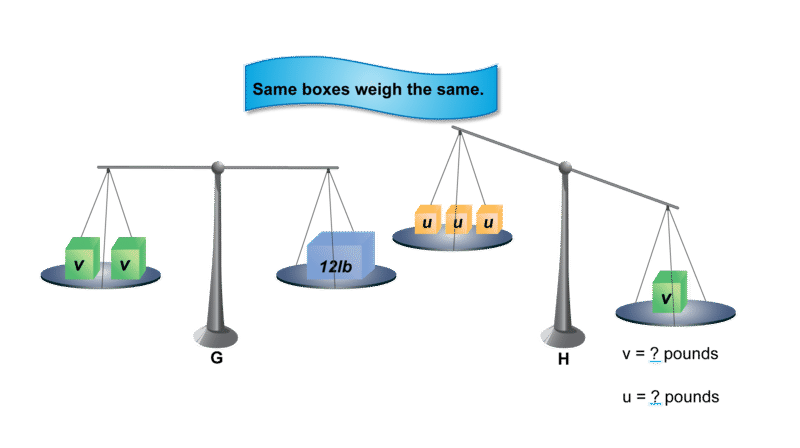 Same boxes weigh the same.
v v
12lb
u u u
v
G
H
v = ? pounds
u = ? pounds